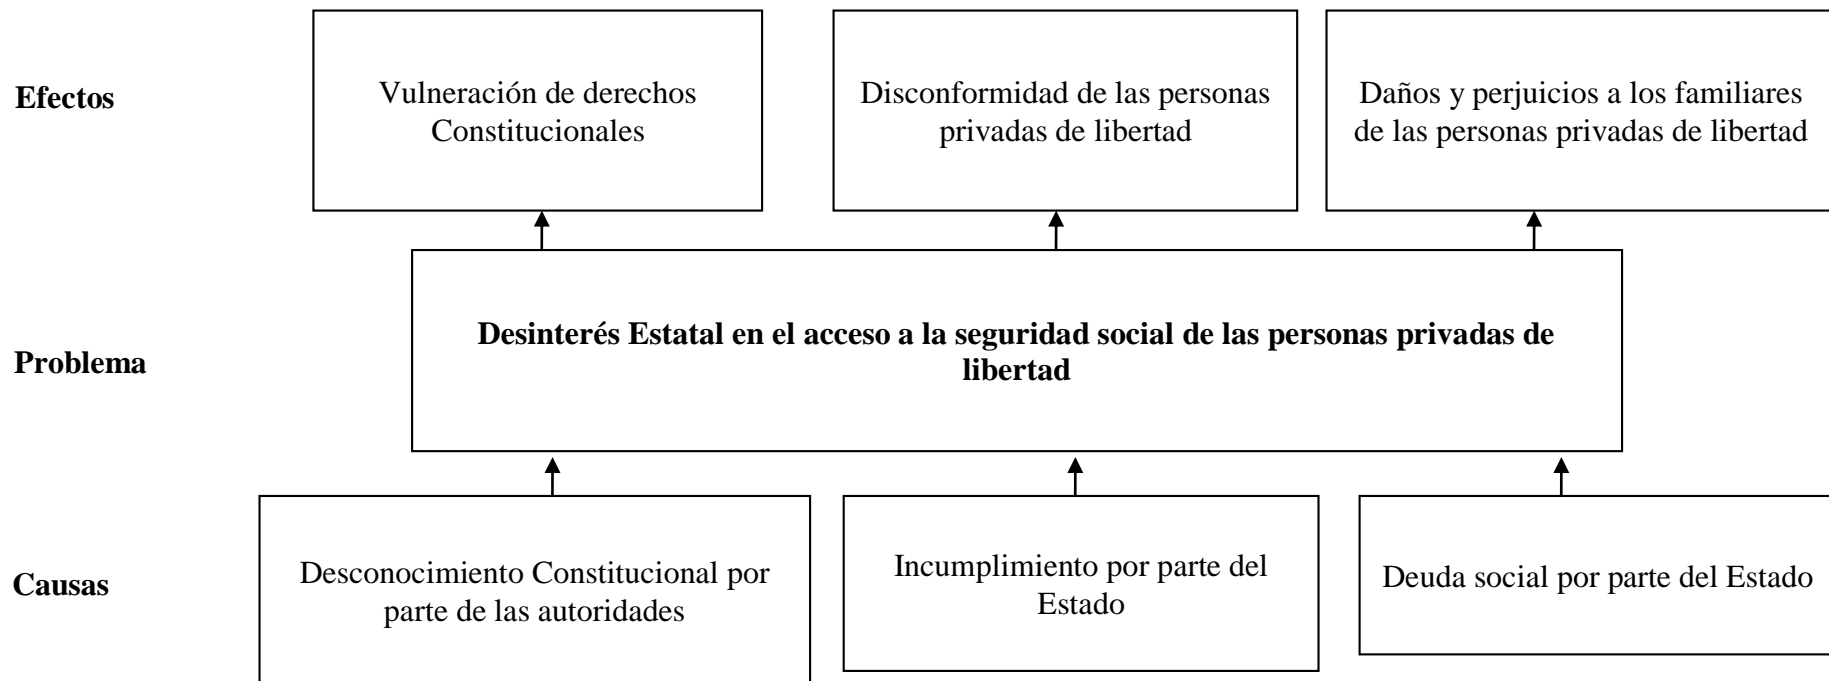 Efectos
Vulneración de derechos
Constitucionales
Disconformidad de las personas
privadas de libertad
Daños y perjuicios a los familiares
de las personas privadas de libertad
Problema
Desinterés Estatal en el acceso a la seguridad social de las personas privadas de
libertad
Causas
Desconocimiento Constitucional por
parte de las autoridades
Incumplimiento por parte del
Estado
Deuda social por parte del Estado